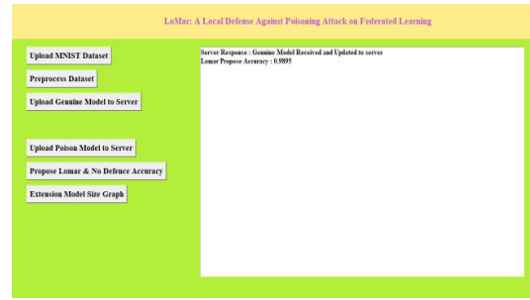 LoMar: A Local Defense Against Poisoning Attack on Federated Learning
Upload MNIST Dataset
Preprocess Dataset
Upload Genuine Model to Server
Upload Poison Model to Server
Propose Lomar & No Defence Accuracy
Extension Model Size Graph
Server Response : Genuine Model Received and Updated to server
Lomar Propose Accuracy : 0.9895